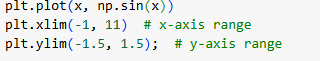 plt.plot(x, np.sin(x))
plt.xlim(-1, 11)  # x-axis range
plt.ylim(-1.5, 1.5);  # y-axis range